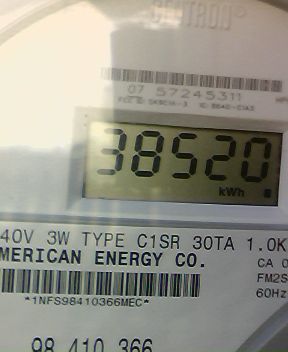 CENTRON®
07 57245311
38520
kWh
40V 3W TYPE C1SR 30TA 1.0K
MERICAN ENERGY CO.
CA 0
FM2S
60Hz
*1NFS98410366MEC*
98 410 366